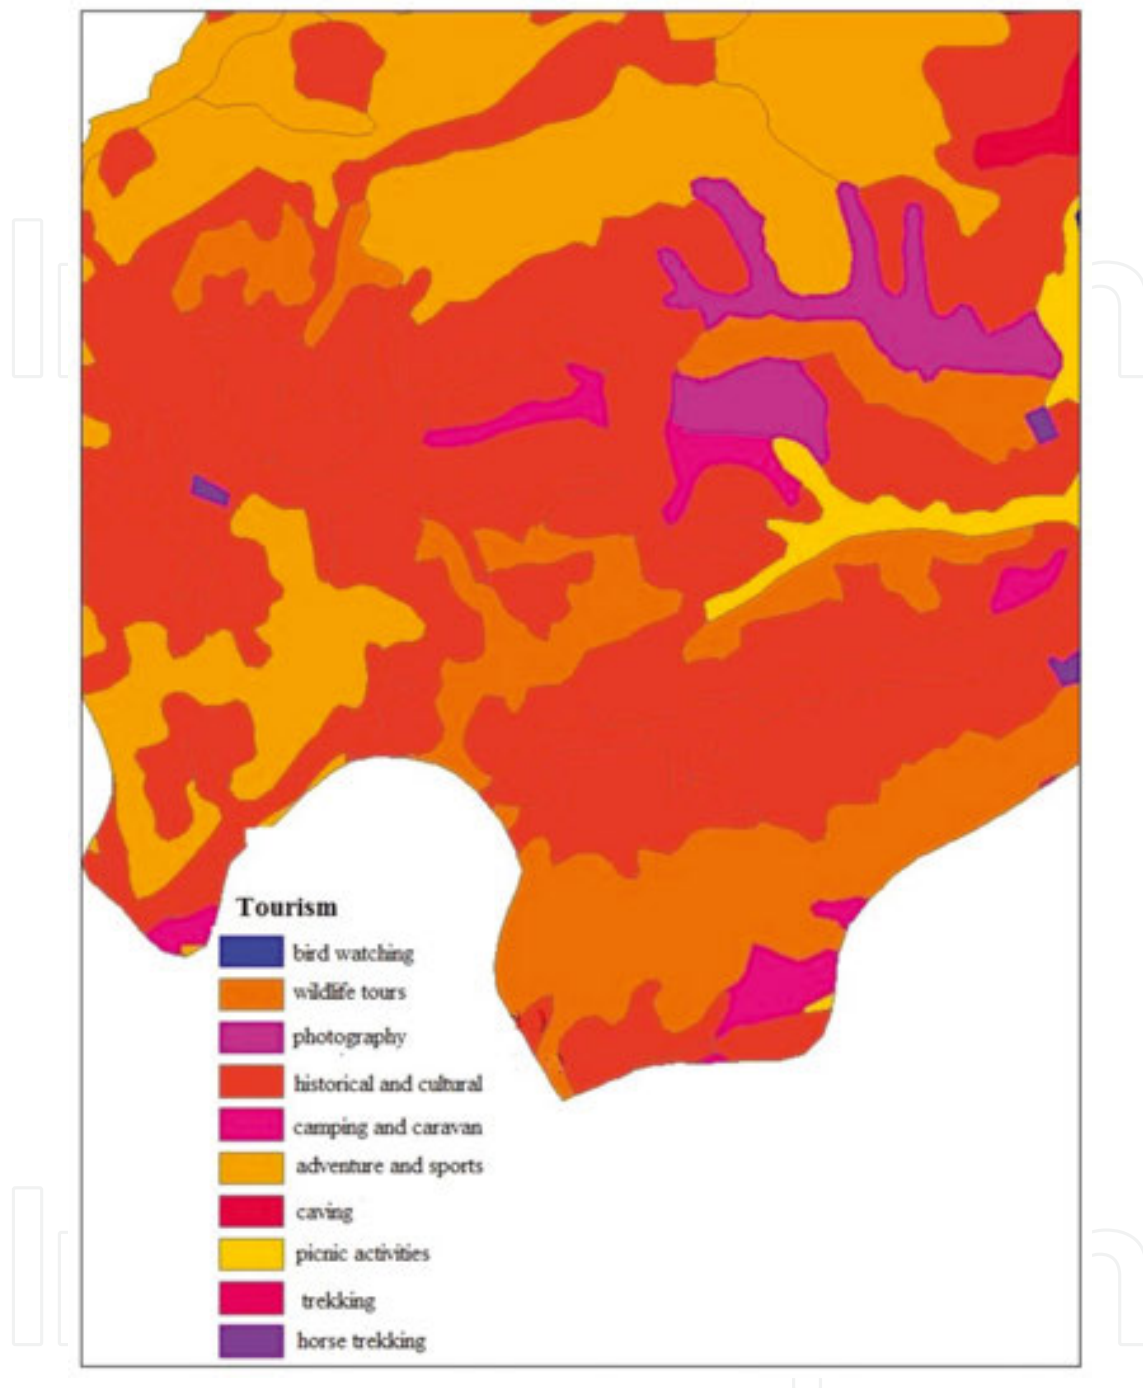 Tourism
bird watching
wildlife tours
photography
historical and cultural
camping and caravan
adventure and sports
caving
picnic activities
trekking
horse trekking